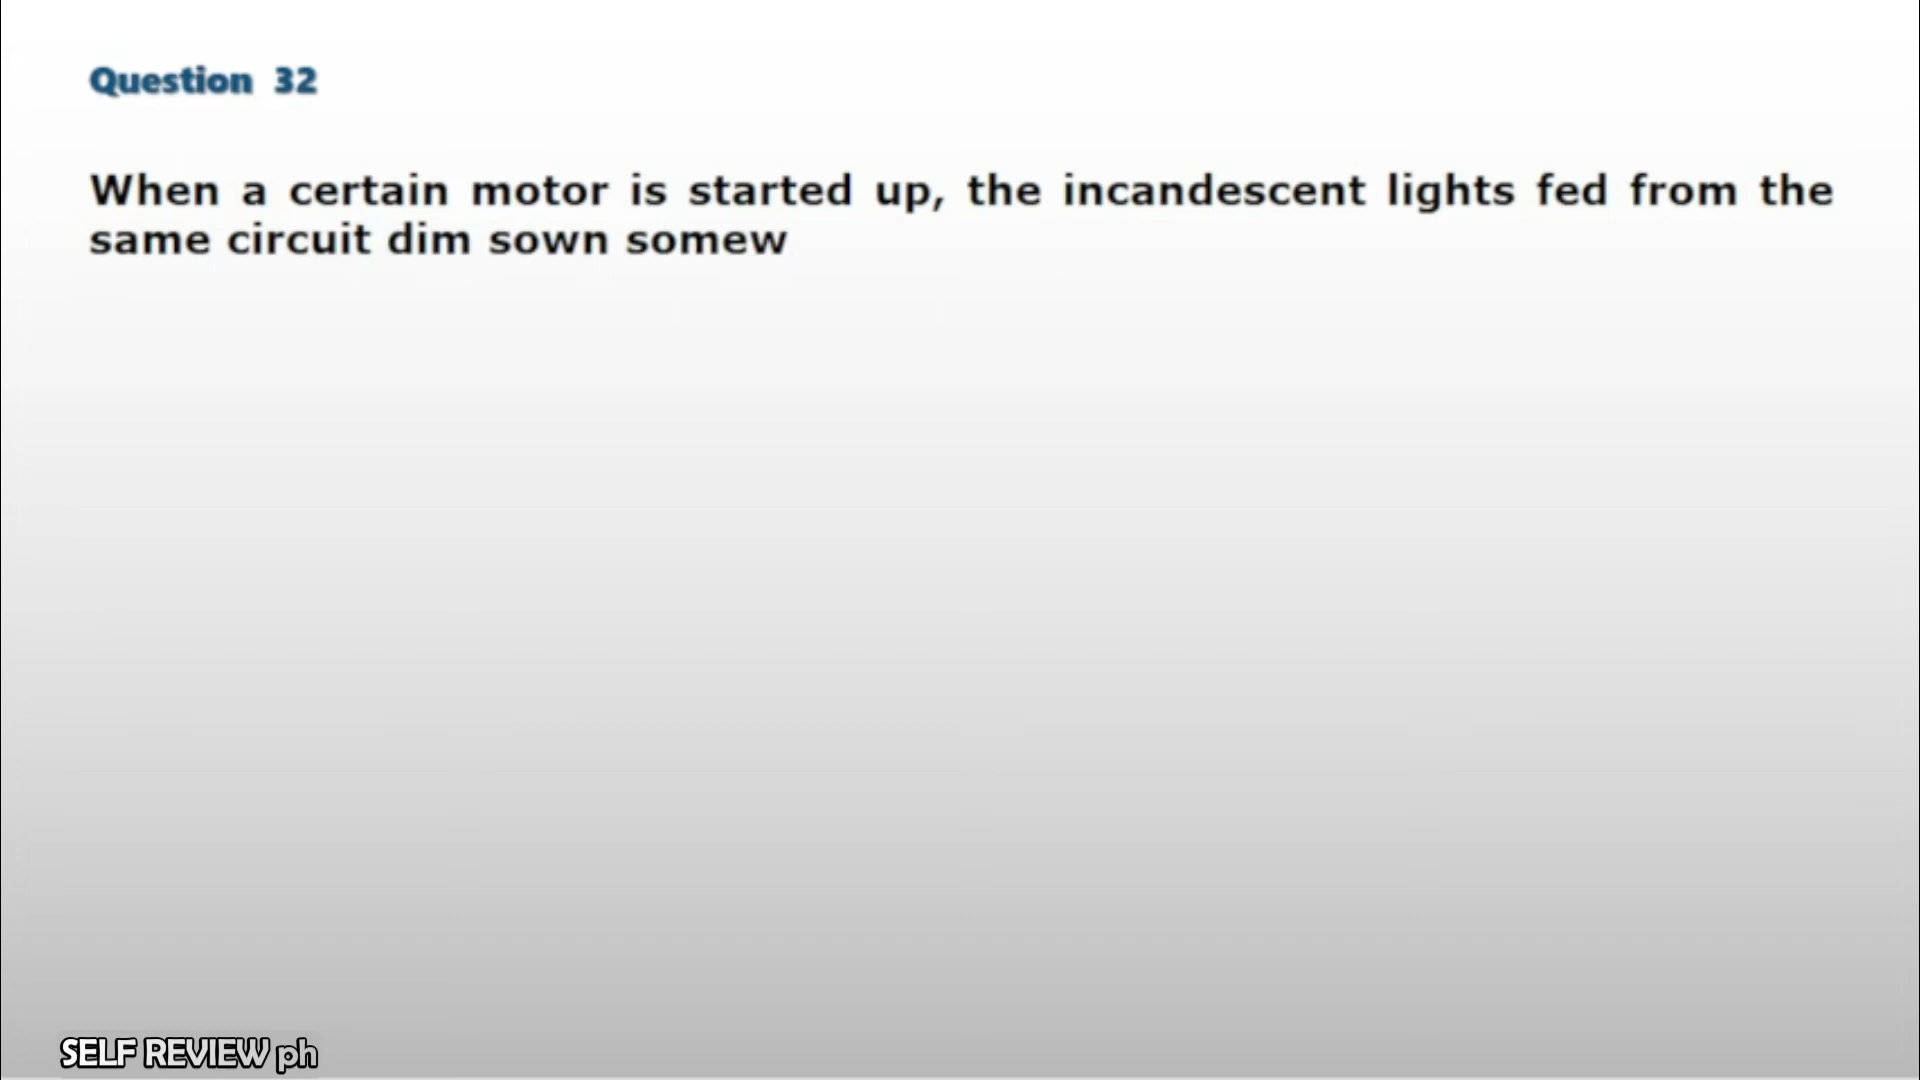 Question 32
When a certain motor is started up, the incandescent lights fed from the
same circuit dim sown somew
SELF REVIEW ph